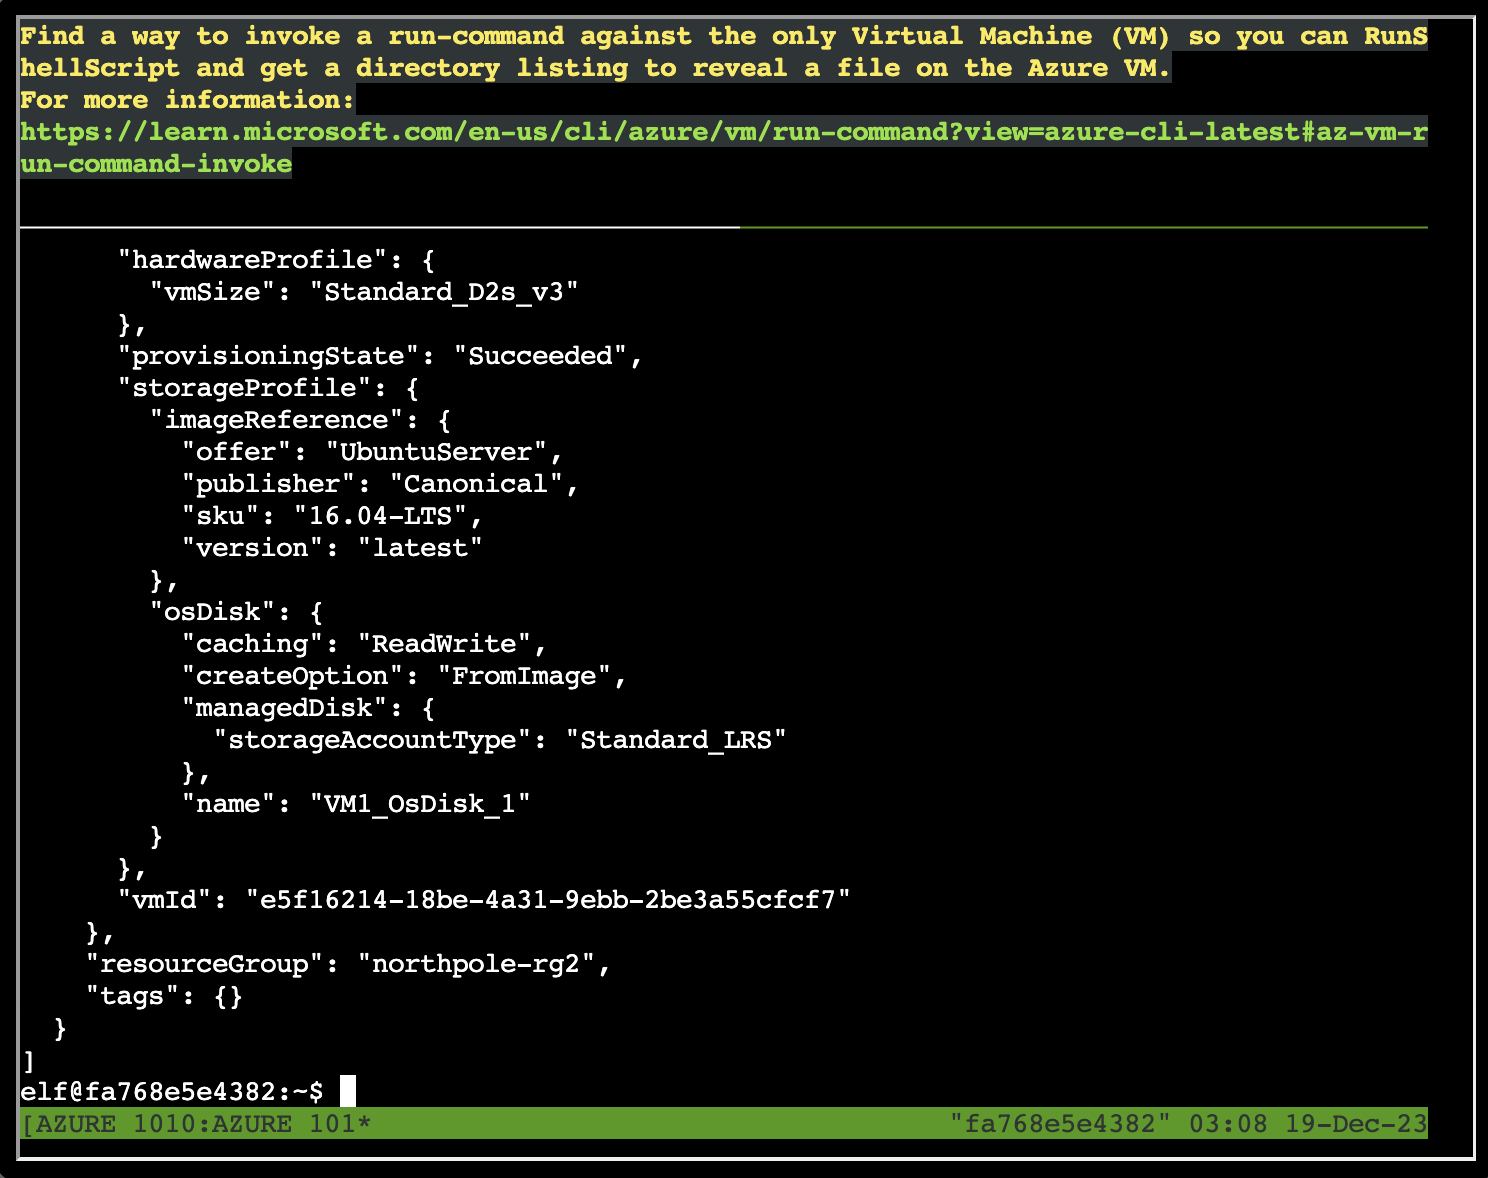 Find a way to invoke a run-command against the only Virtual Machine (VM) so you can RunS
hellScript and get a directory listing to reveal a file on the Azure VM.
For more information:
https://learn.microsoft.com/en-us/cli/azure/vm/run-command?view=azure-cli-latest#az-vm-r
un-command-invoke
      "hardwareProfile": {
        "vmSize": "Standard_D2s_v3"
      },
      "provisioningState": "Succeeded",
      "storageProfile": {
        "imageReference": {
          "offer": "UbuntuServer",
          "publisher": "Canonical",
          "sku": "16.04-LTS",
          "version": "latest"
        },
        "osDisk": {
          "caching": "ReadWrite",
          "createOption": "FromImage",
          "managedDisk": {
            "storageAccountType": "Standard_LRS"
          },
          "name": "VM1_OsDisk_1"
        }
      },
      "vmId": "e5f16214-18be-4a31-9ebb-2be3a55cfcf7"
    },
    "resourceGroup": "northpole-rg2",
    "tags": {}
  }
]
elf@fa768e5e4382:~$
[AZURE 1010:AZURE 101* "fa768e5e4382" 03:08 19-Dec-23